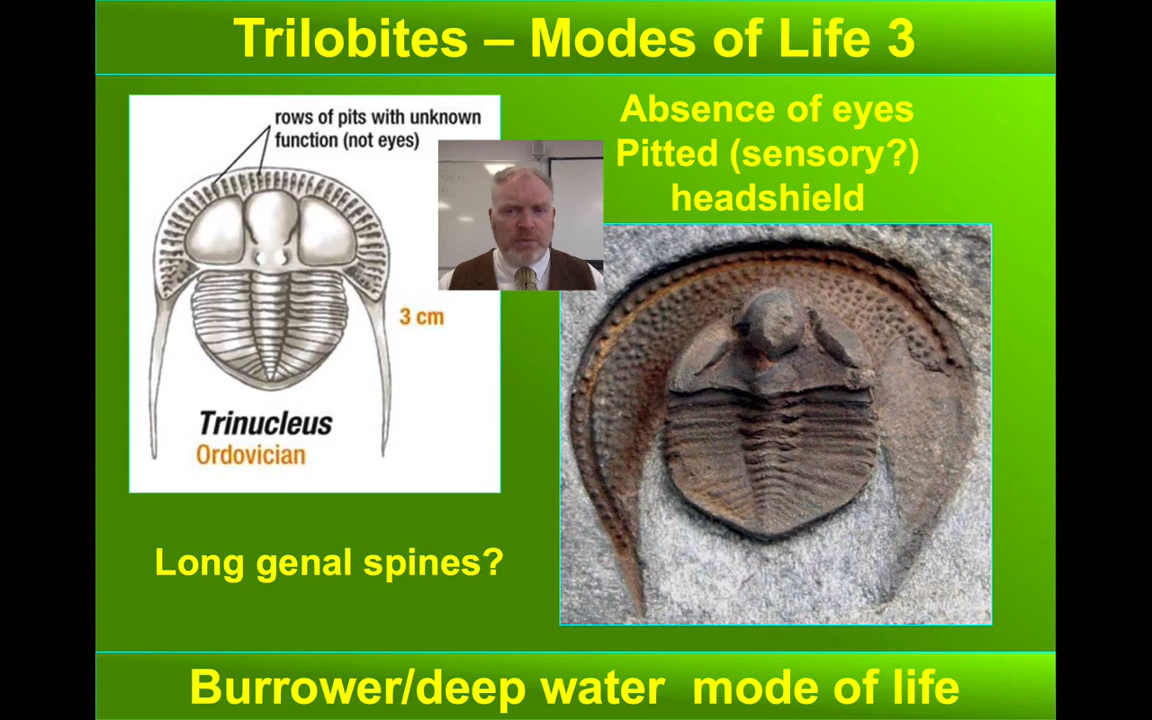 Trilobites – Modes of Life 3
rows of pits with unknown
function (not eyes)
3 cm
Trinucleus
Ordovician
Absence of eyes
Pitted (sensory?)
headshield
Long genal spines?
Burrower/deep water mode of life